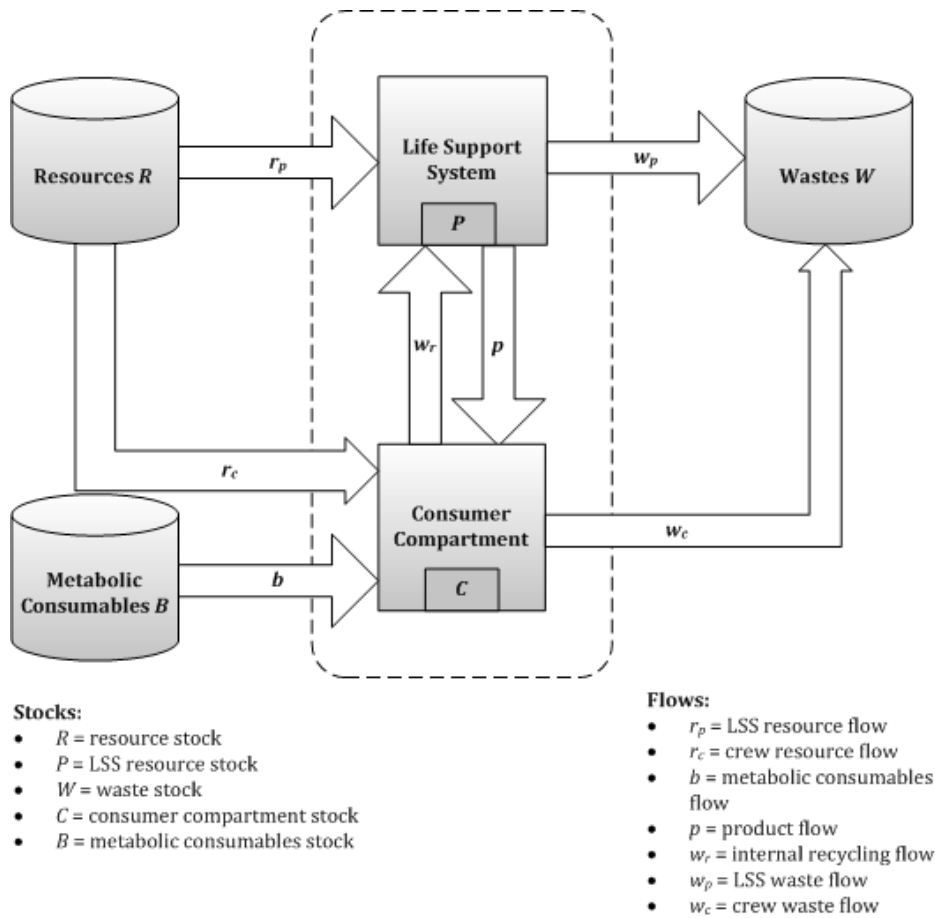 Resources R
r_p
Life Support
System
P
w_p
Wastes W
w_r
p
r_c
Metabolic
Consumables B
b
Consumer
Compartment
C
w_c
Stocks:
• R = resource stock
• P = LSS resource stock
• W = waste stock
• C = consumer compartment stock
• B = metabolic consumables stock
Flows:
• r_p = LSS resource flow
• r_c = crew resource flow
• b = metabolic consumables
flow
• p = product flow
• w_r = internal recycling flow
• w_p = LSS waste flow
• w_c = crew waste flow